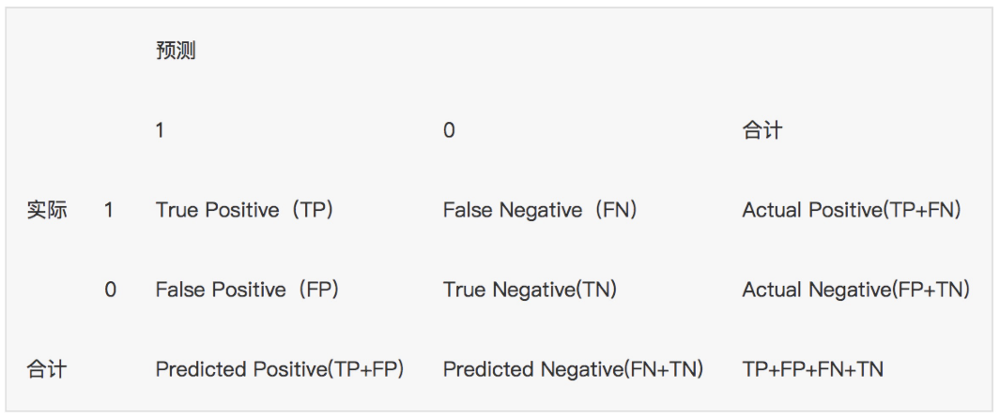 预测
1 0 合计
实际 1 True Positive（TP) False Negative（FN) Actual Positive(TP+FN)
0 False Positive（FP) True Negative(TN) Actual Negative(FP+TN)
合计 Predicted Positive(TP+FP) Predicted Negative(FN+TN) TP+FP+FN+TN